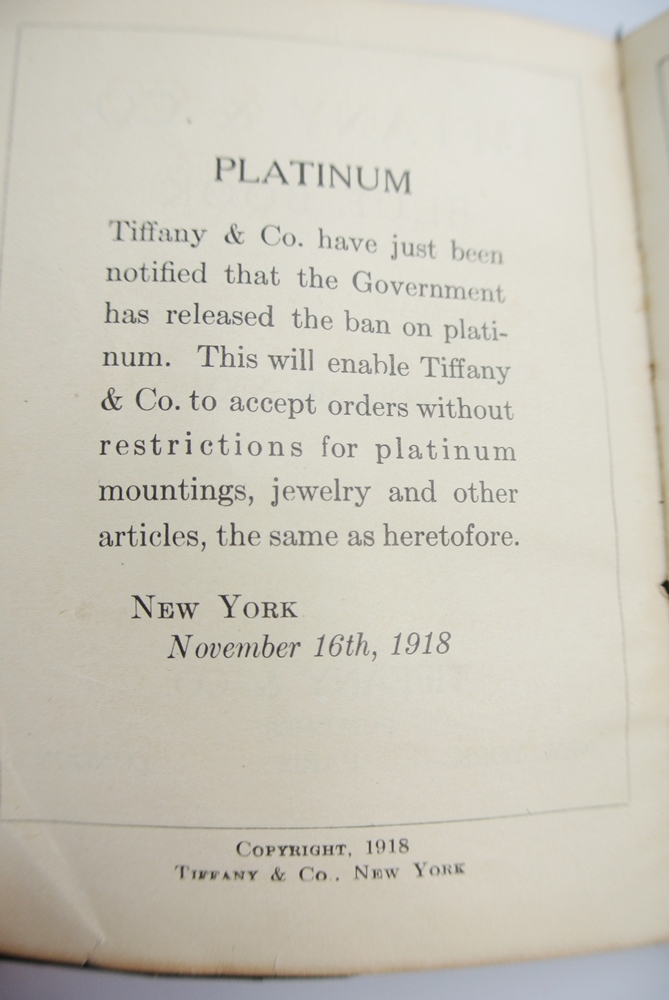 PLATINUM
Tiffany & Co. have just been
notified that the Government
has released the ban on plati-
num. This will enable Tiffany
& Co. to accept orders without
restrictions for platinum
mountings, jewelry and other
articles, the same as heretofore.
NEW YORK
November 16th, 1918
COPYRIGHT, 1918
TIFFANY & CO., NEW YORK